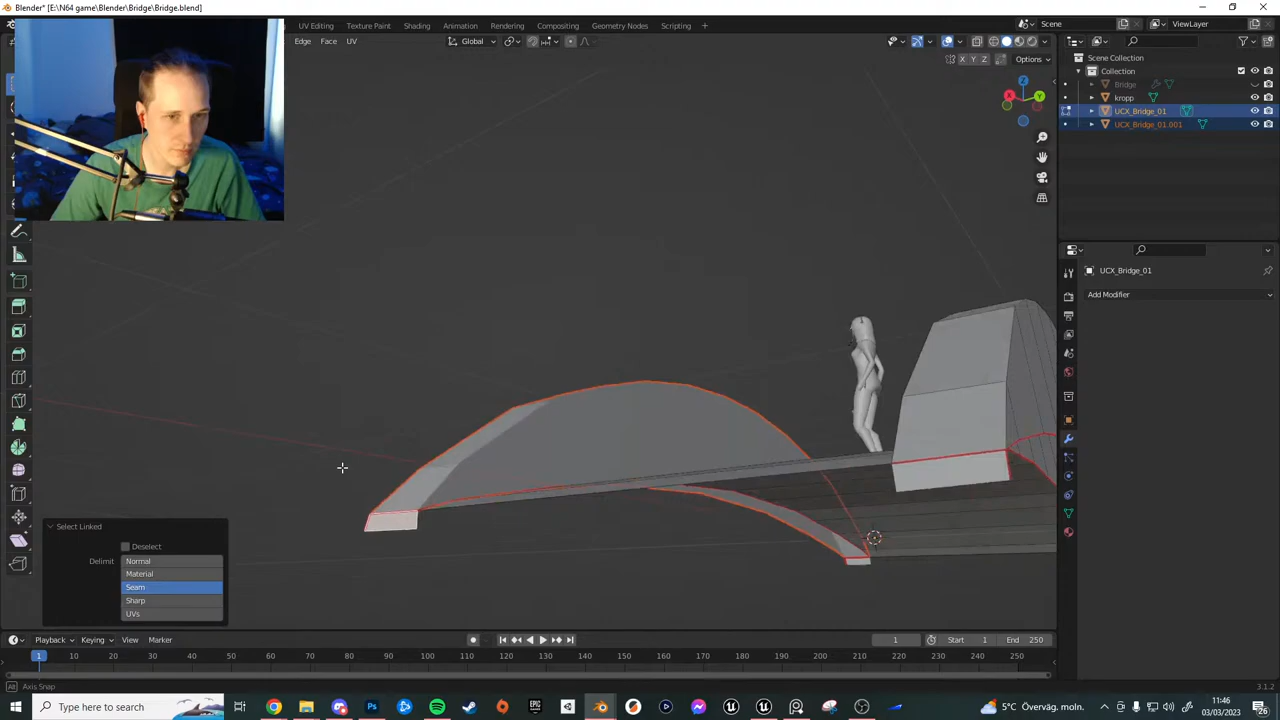 Blender* [E:\N64 game\Blender\Bridge\Bridge.blend]
UV Editing Texture Paint Shading Animation Rendering Compositing Geometry Nodes Scripting
Scene ViewLayer
Edge Face UV Global
X Y Z Options
Scene Collection
Collection
Bridge
kropp
UCX_Bridge_01
UCX_Bridge_01.001
UCX_Bridge_01
Add Modifier
Select Linked
Deselect
Delimit Normal
Material
Seam
Sharp
UVs
Playback Keying View Marker 1 Start 1 End 250
1 10 20 30 40 50 60 70 80 90 100 110 120 130 140 150 160 170 180 190 200 210 220 230 240 250
Axis Snap 3.1.2
Type here to search 5°C Överväg. moln. 11:46
03/03/2023